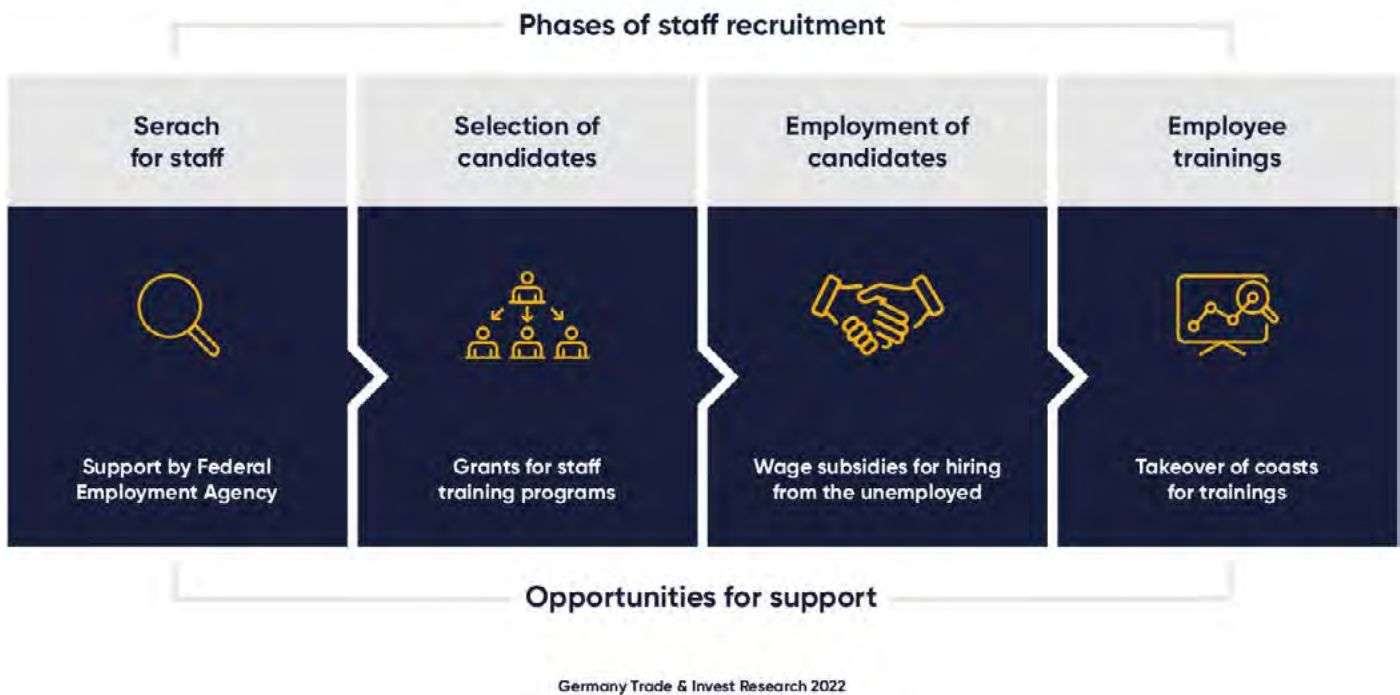 Phases of staff recruitment
Serach
for staff
Selection of
candidates
Employment of
candidates
Employee
trainings
Support by Federal
Employment Agency
Grants for staff
training programs
Wage subsidies for hiring
from the unemployed
Takeover of coasts
for trainings
Opportunities for support
Germany Trade & Invest Research 2022